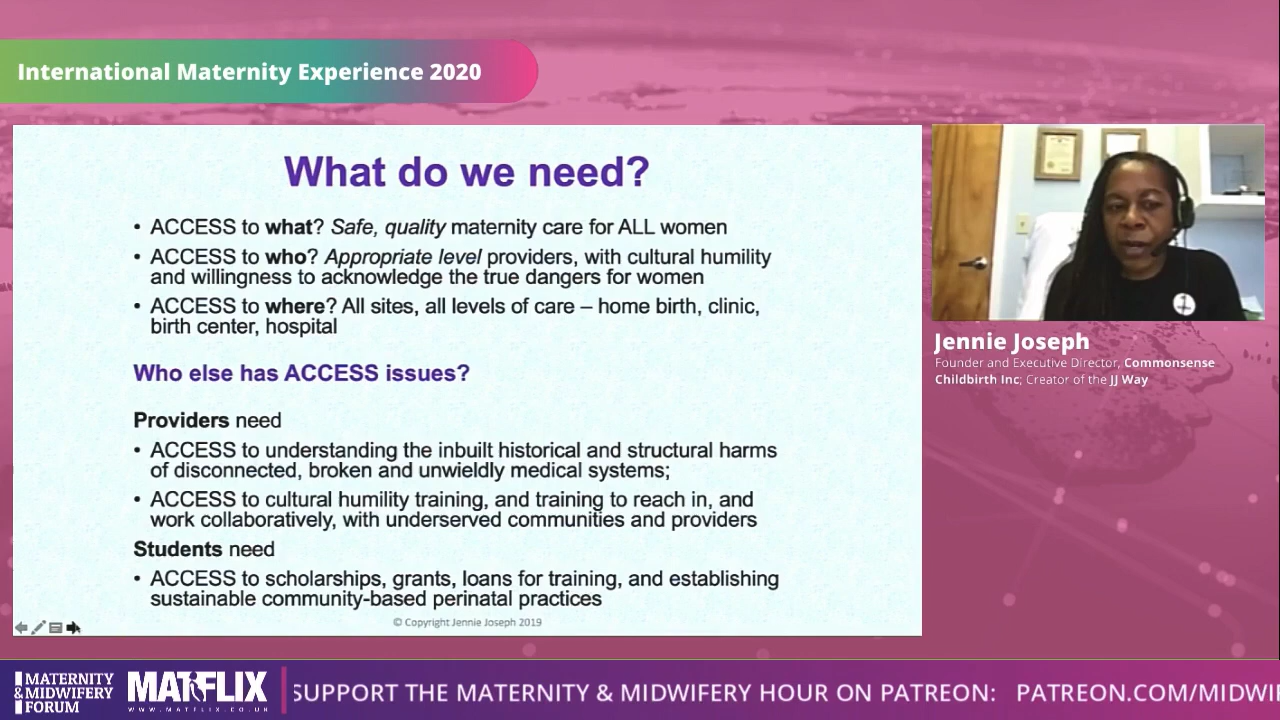 International Maternity Experience 2020
What do we need?
• ACCESS to what? Safe, quality maternity care for ALL women
• ACCESS to who? Appropriate level providers, with cultural humility
and willingness to acknowledge the true dangers for women
• ACCESS to where? All sites, all levels of care – home birth, clinic,
birth center, hospital
Who else has ACCESS issues?
Providers need
• ACCESS to understanding the inbuilt historical and structural harms
of disconnected, broken and unwieldly medical systems;
• ACCESS to cultural humility training, and training to reach in, and
work collaboratively, with underserved communities and providers
Students need
• ACCESS to scholarships, grants, loans for training, and establishing
sustainable community-based perinatal practices
© Copyright Jennie Joseph 2019
Jennie Joseph
Founder and Executive Director, Commonsense
Childbirth Inc; Creator of the JJ Way
MATERNITY
& MIDWIFERY
FORUM
MATFLIX
WWW.MATFLIX.CO.UK
SUPPORT THE MATERNITY & MIDWIFERY HOUR ON PATREON: PATREON.COM/MIDWIF